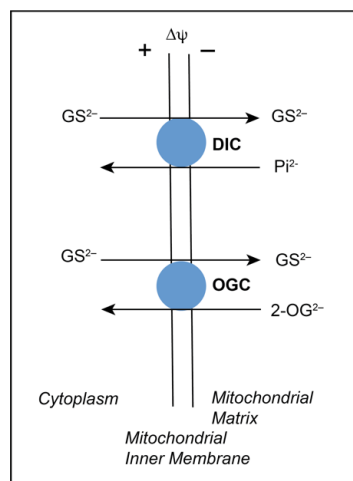 Δψ
+ −
GS²⁻ GS²⁻
DIC
Pi²⁻
GS²⁻ GS²⁻
OGC
2-OG²⁻
Cytoplasm Mitochondrial
Matrix
Mitochondrial
Inner Membrane